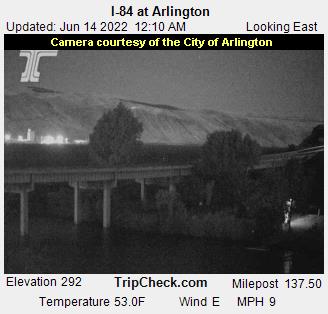 I-84 at Arlington
Updated: Jun 14 2022 12:10 AM Looking East
Camera courtesy of the City of Arlington
Elevation 292 TripCheck.com Milepost 137.50
Temperature 53.0F Wind E MPH 9